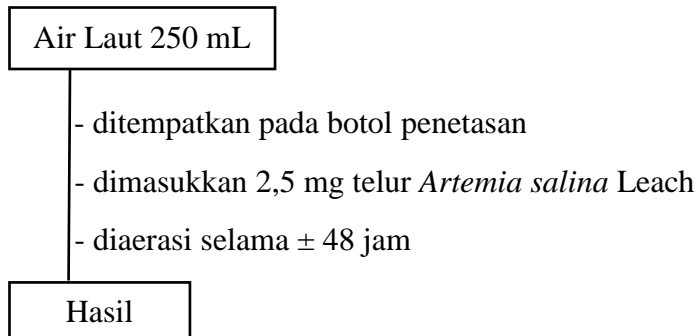 Air Laut 250 mL
- ditempatkan pada botol penetasan
- dimasukkan 2,5 mg telur Artemia salina Leach
- diaerasi selama ± 48 jam
Hasil